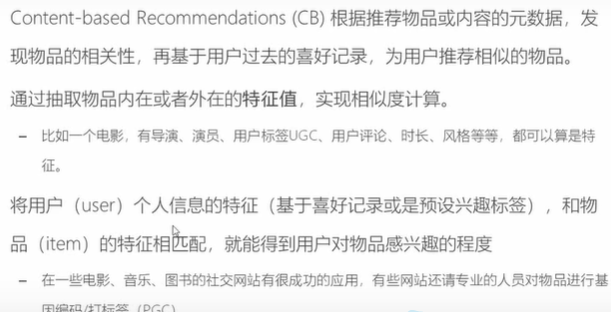 Content-based Recommendations (CB) 根据推荐物品或内容的元数据，发
现物品的相关性，再基于用户过去的喜好记录，为用户推荐相似的物品。
通过抽取物品内在或者外在的特征值，实现相似度计算。
– 比如一个电影，有导演、演员、用户标签UGC、用户评论、时长、风格等等，都可以算是特
征。
将用户（user）个人信息的特征（基于喜好记录或是预设兴趣标签），和物
品（item）的特征相匹配，就能得到用户对物品感兴趣的程度
– 在一些电影、音乐、图书的社交网站有很成功的应用，有些网站还请专业的人员对物品进行基
因编码/打标签（PGC）